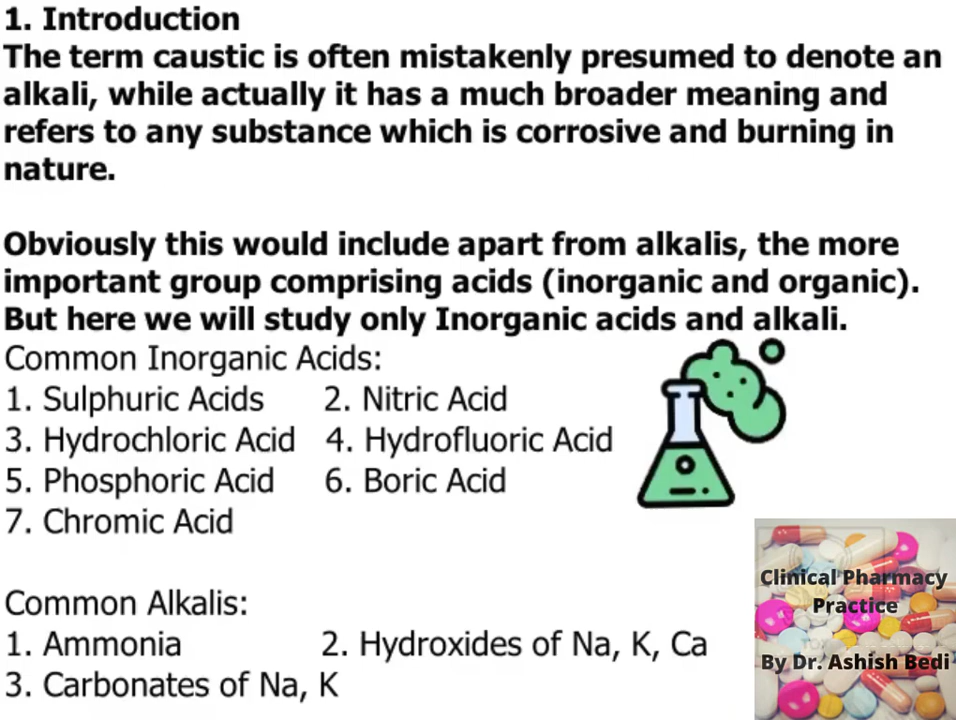 1. Introduction
The term caustic is often mistakenly presumed to denote an
alkali, while actually it has a much broader meaning and
refers to any substance which is corrosive and burning in
nature.
Obviously this would include apart from alkalis, the more
important group comprising acids (inorganic and organic).
But here we will study only Inorganic acids and alkali.
Common Inorganic Acids:
1. Sulphuric Acids 2. Nitric Acid
3. Hydrochloric Acid 4. Hydrofluoric Acid
5. Phosphoric Acid 6. Boric Acid
7. Chromic Acid
Common Alkalis:
1. Ammonia 2. Hydroxides of Na, K, Ca
3. Carbonates of Na, K
Clinical Pharmacy
Practice
By Dr. Ashish Bedi